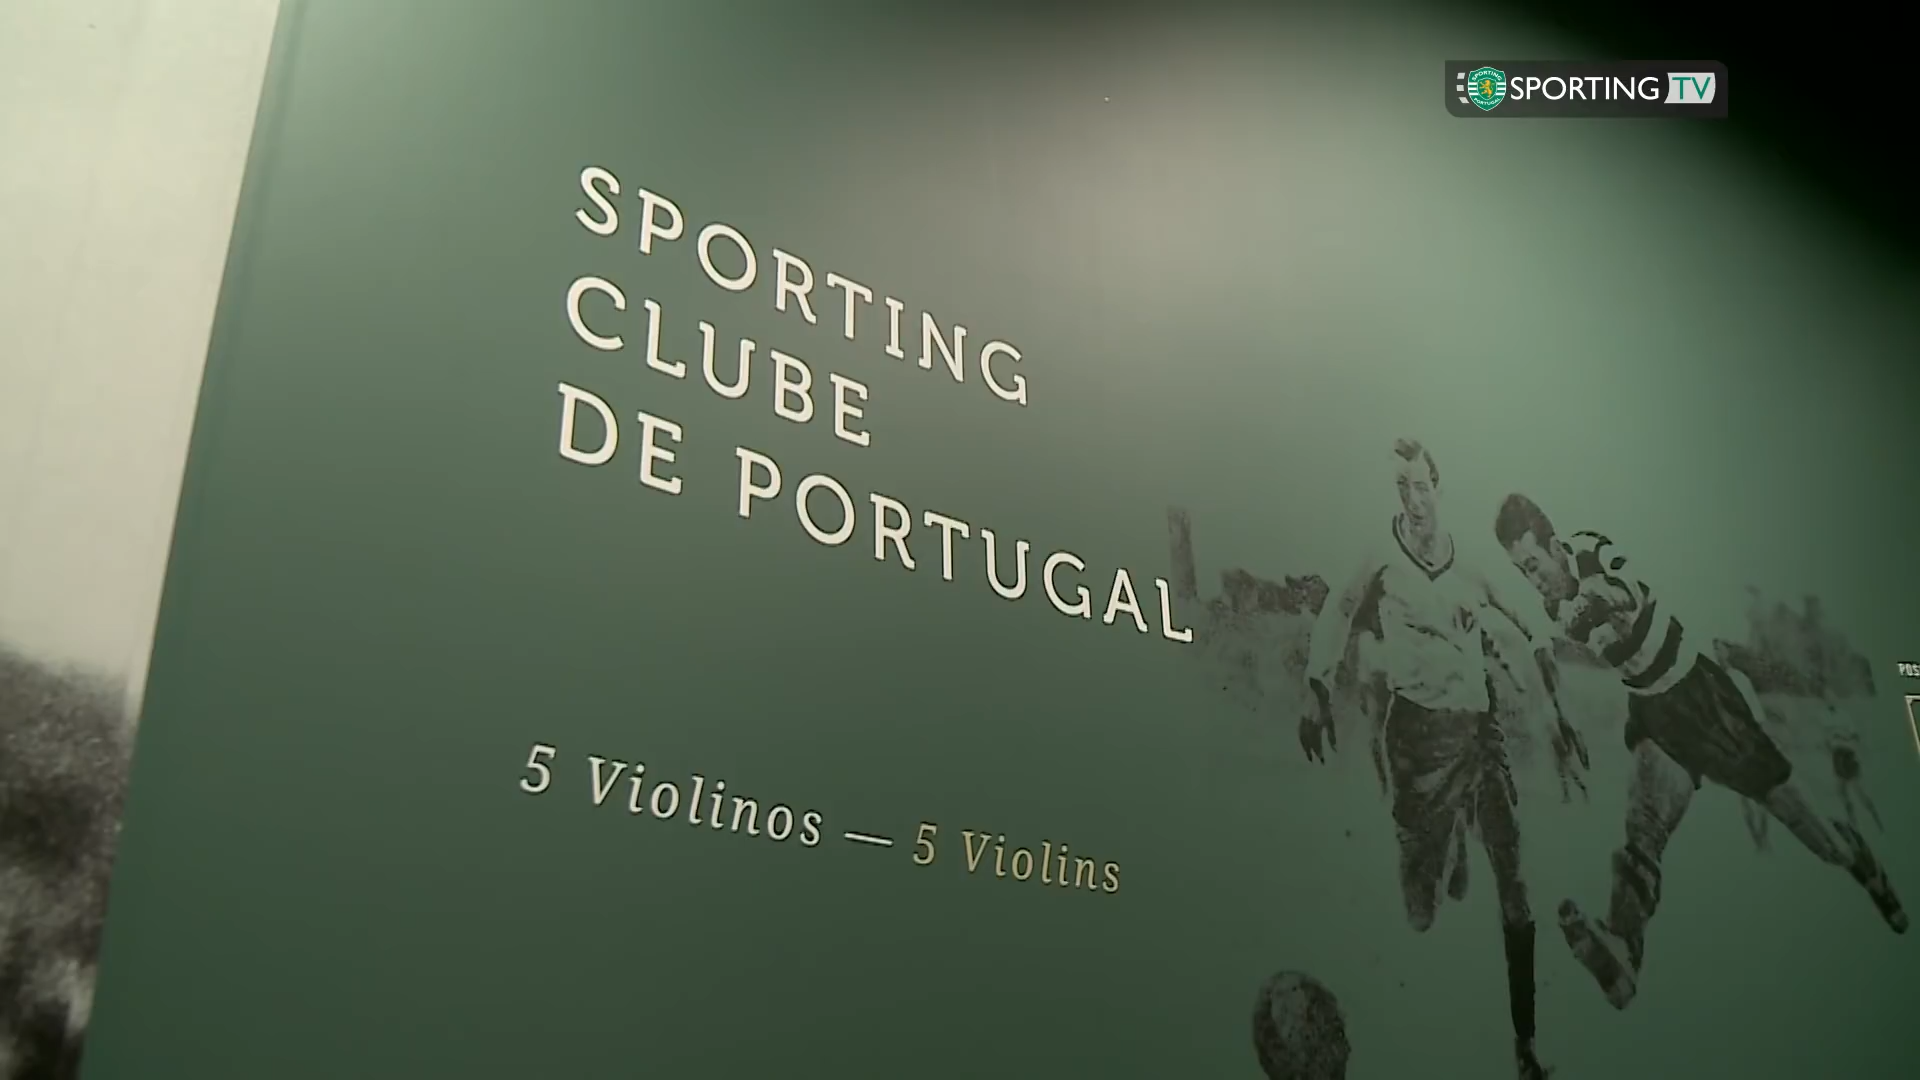 SPORTING TV
SPORTING
CLUBE
DE PORTUGAL
5 Violinos — 5 Violins